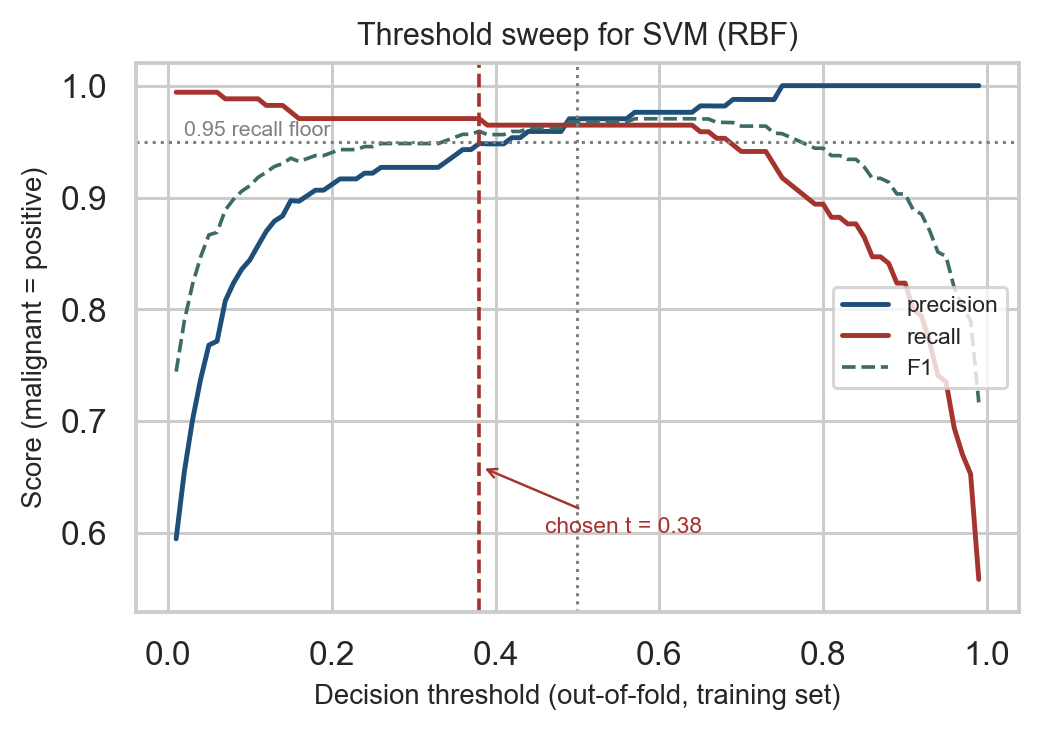 Threshold sweep for SVM (RBF)
Score (malignant = positive)
1.0
0.9
0.8
0.7
0.6
0.95 recall floor
precision
recall
F1
chosen t = 0.38
0.0 0.2 0.4 0.6 0.8 1.0
Decision threshold (out-of-fold, training set)